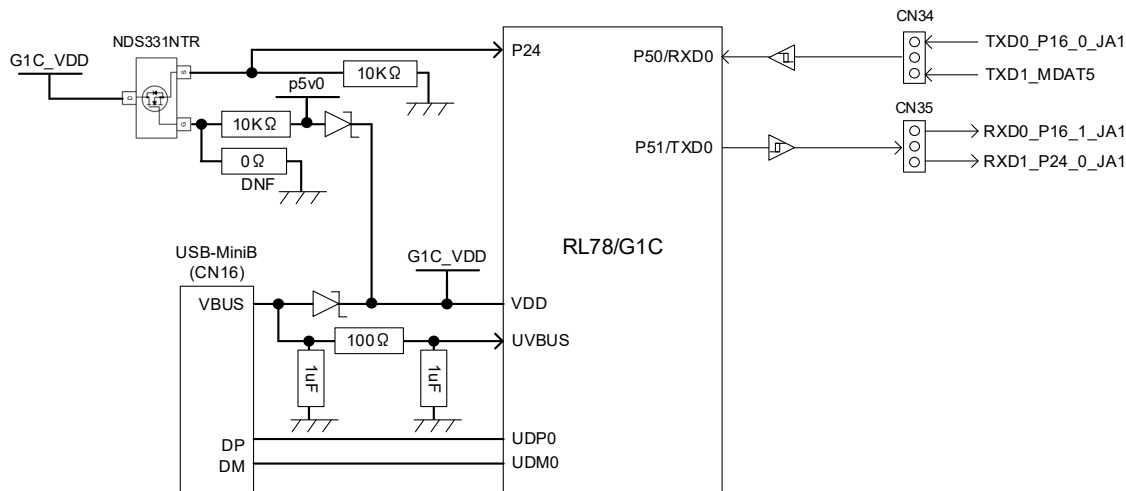 NDS331NTR
G1C_VDD
S
D
G
10KΩ
p5v0
10KΩ
0Ω
DNF
P24
P50/RXD0
P51/TXD0
RL78/G1C
CN34
TXD0_P16_0_JA1
TXD1_MDAT5
CN35
RXD0_P16_1_JA1
RXD1_P24_0_JA1
USB-MiniB
(CN16)
G1C_VDD
VBUS
VDD
100Ω
UVBUS
1uF
1uF
DP
UDP0
DM
UDM0